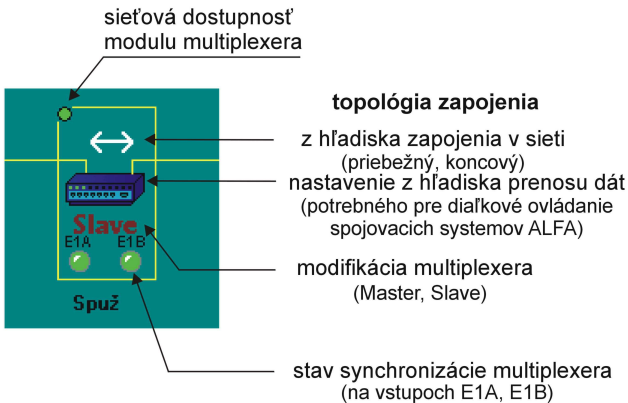 sieťová dostupnosť
modulu multiplexera
topológia zapojenia
z hľadiska zapojenia v sieti
(priebežný, koncový)
nastavenie z hľadiska prenosu dát
(potrebného pre diaľkové ovládanie
spojovacich systemov ALFA)
Slave
E1A E1B
modifikácia multiplexera
(Master, Slave)
Spuž
stav synchronizácie multiplexera
(na vstupoch E1A, E1B)